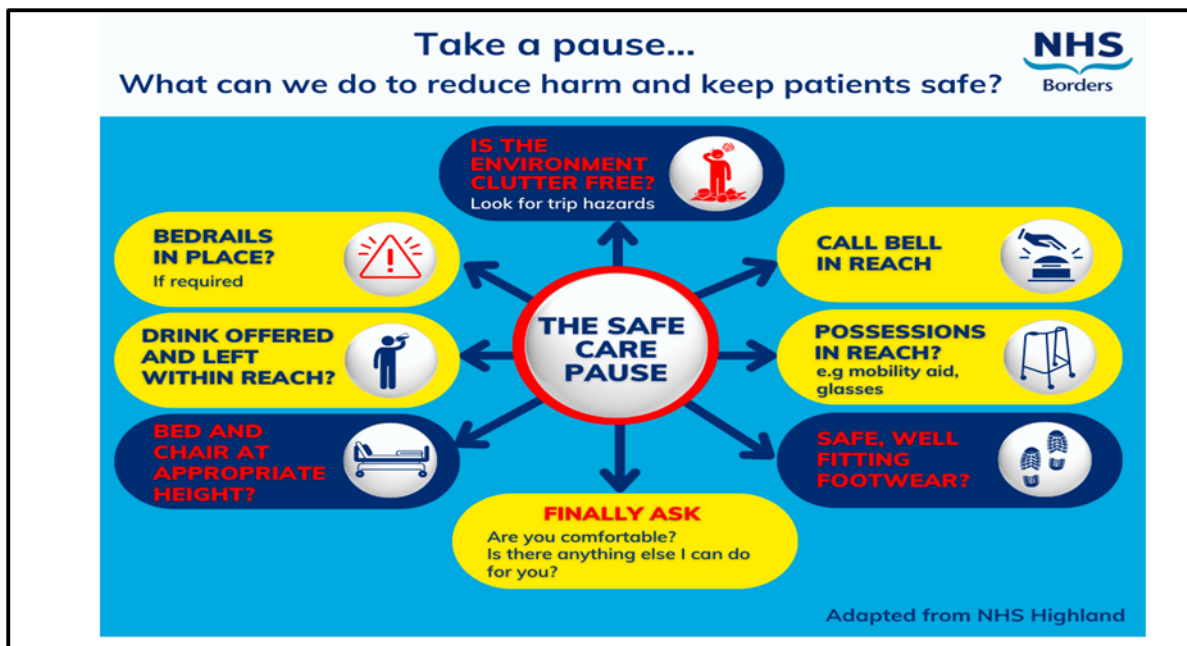 Take a pause...
What can we do to reduce harm and keep patients safe?
NHS
Borders
IS THE
ENVIRONMENT
CLUTTER FREE?
Look for trip hazards
BEDRAILS
IN PLACE?
If required
CALL BELL
IN REACH
DRINK OFFERED
AND LEFT
WITHIN REACH?
THE SAFE
CARE
PAUSE
POSSESSIONS
IN REACH?
e.g mobility aid,
glasses
BED AND
CHAIR AT
APPROPRIATE
HEIGHT?
SAFE, WELL
FITTING
FOOTWEAR?
FINALLY ASK
Are you comfortable?
Is there anything else I can do
for you?
Adapted from NHS Highland